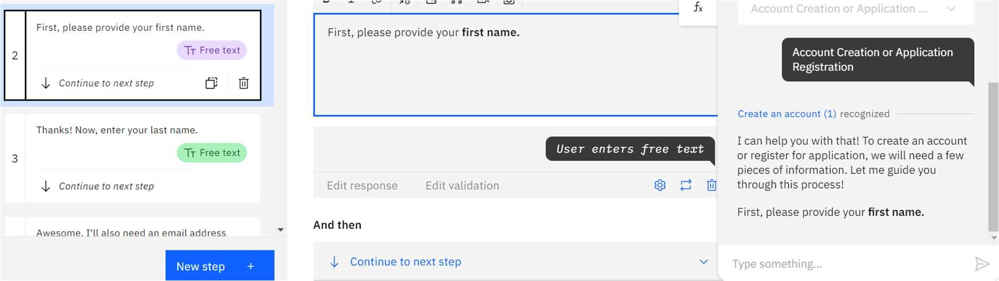 2
First, please provide your first name.
Free text
Continue to next step
3
Thanks! Now, enter your last name.
Free text
Continue to next step
Awesome. I'll also need an email address
New step +
First, please provide your first name.
fx
User enters free text
Edit response Edit validation
And then
Continue to next step
Account Creation or Application ...
Account Creation or Application
Registration
Create an account (1) recognized
I can help you with that! To create an account
or register for application, we will need a few
pieces of information. Let me guide you
through this process!
First, please provide your first name.
Type something...